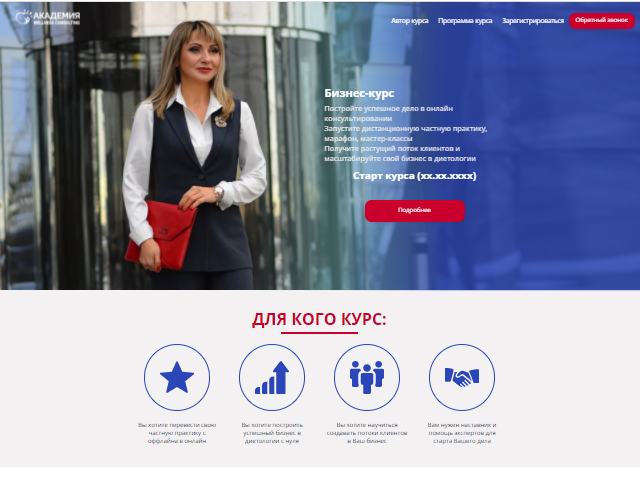 АКАДЕМИЯ
WELLNESS CONSULTING
Автор курса
Программа курса
Зарегистрироваться
Обратный звонок
Бизнес-курс
Постройте успешное дело в онлайн
консультировании
Запустите дистанционную частную практику,
марафон, мастер-классы
Получите растущий поток клиентов и
масштабируйте свой бизнес в диетологии
Старт курса (xx.xx.xxxx)
Подробнее
ДЛЯ КОГО КУРС:
Вы хотите перевести свою
частную практику с
оффлайна в онлайн
Вы хотите построить
успешный бизнес в
диетологии с нуля
Вы хотите научиться
создавать потоки клиентов
в Ваш бизнес
Вам нужен наставник и
помощь экспертов для
старта Вашего дела